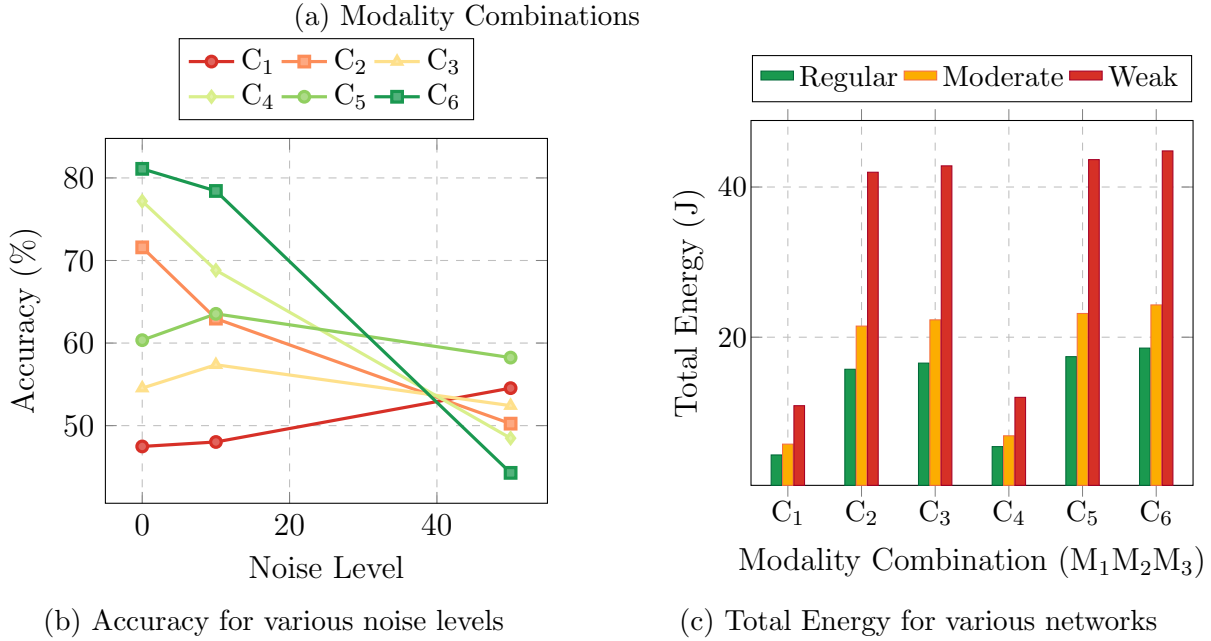 (a) Modality Combinations
C₁ C₂ C₃
C₄ C₅ C₆
80
70
60
50
Accuracy (%)
0 20 40
Noise Level
(b) Accuracy for various noise levels
Regular Moderate Weak
40
20
Total Energy (J)
C₁ C₂ C₃ C₄ C₅ C₆
Modality Combination (M₁M₂M₃)
(c) Total Energy for various networks